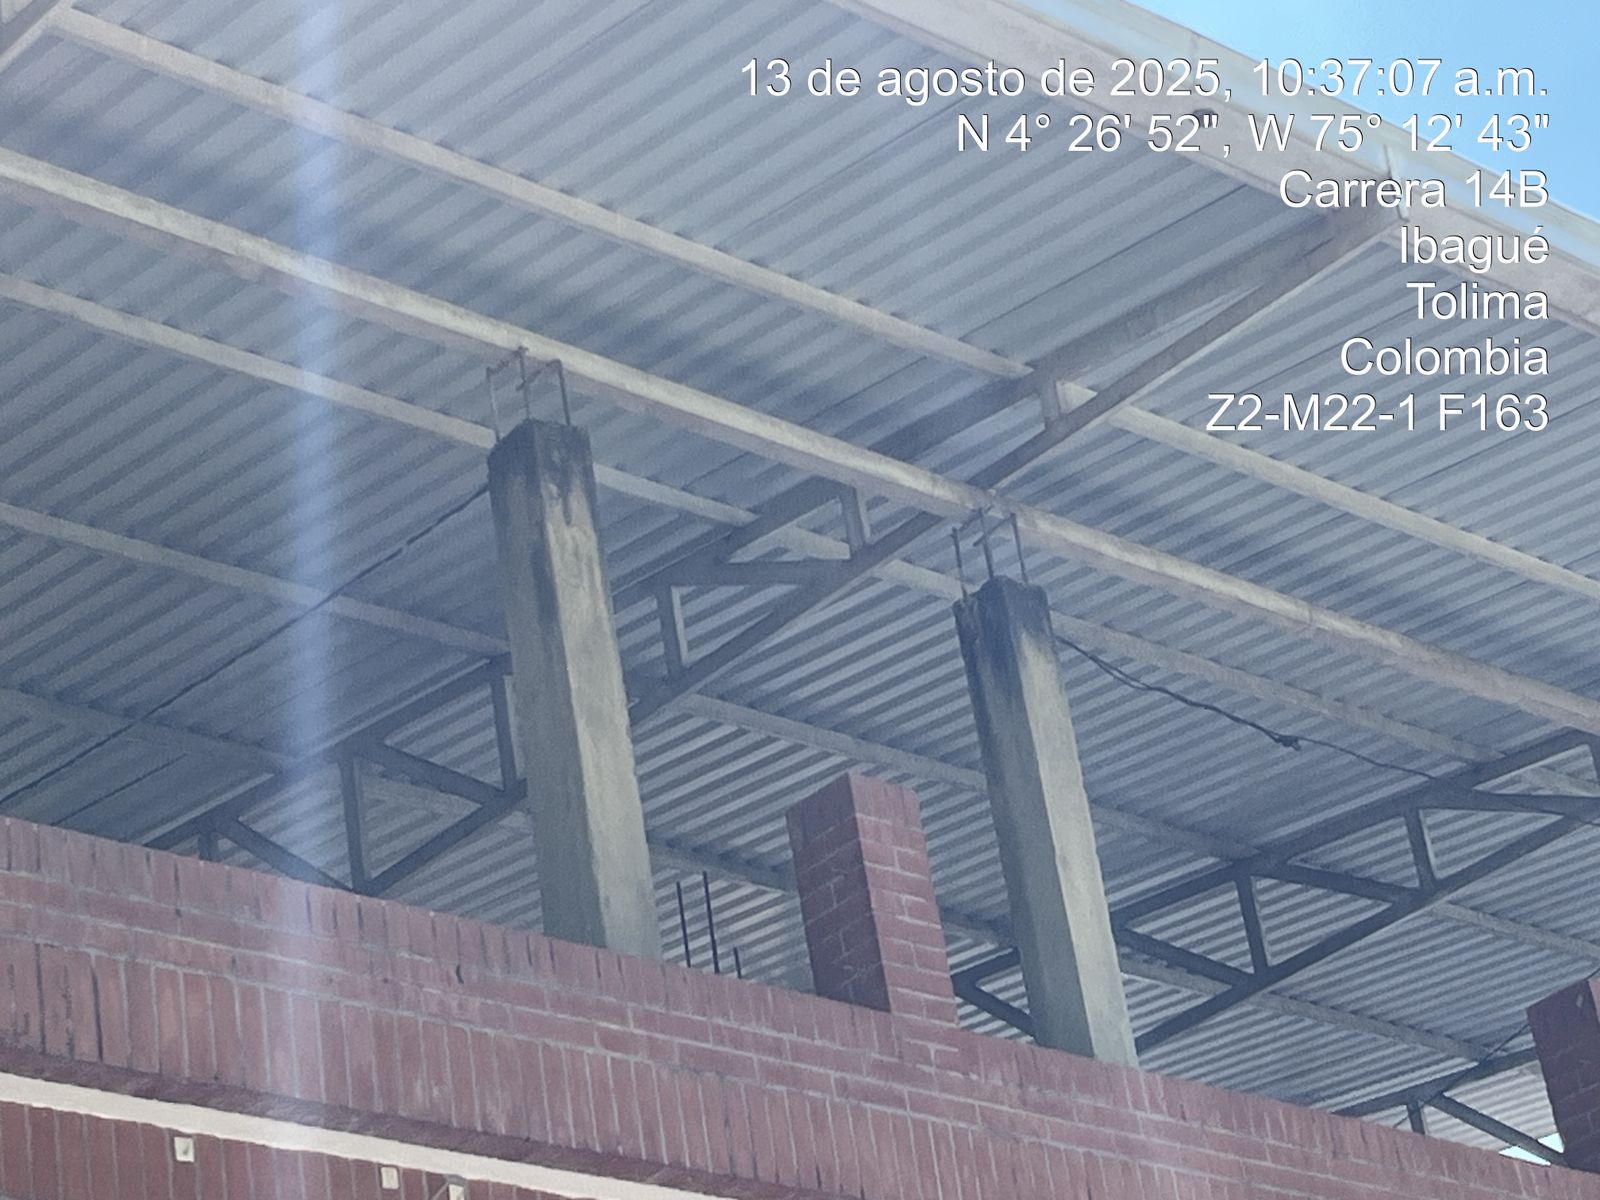 13 de agosto de 2025, 10:37:07 a.m.
N 4° 26' 52", W 75° 12' 43"
Carrera 14B
Ibagué
Tolima
Colombia
Z2-M22-1 F163